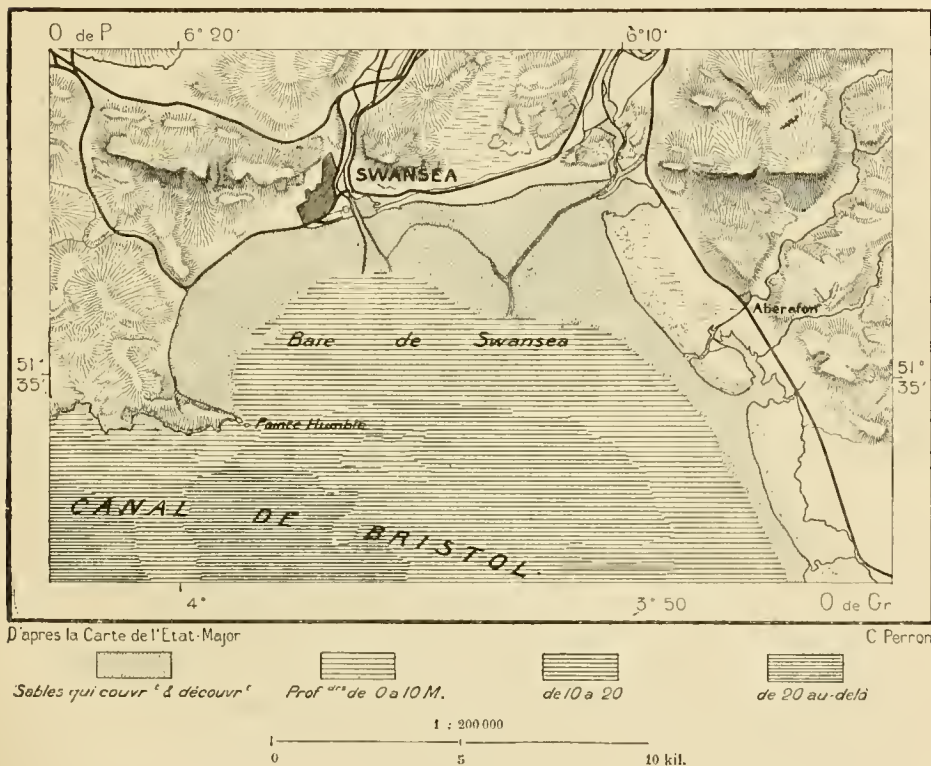 O de P 6° 20′ 6° 10′
SWANSEA
Aberafon
Baie de Swansea
51° 35′ 51° 35′
Pointe Humble
CANAL DE BRISTOL.
4° 3° 50 O de Gr
D'apres la Carte de l'Etat-Major C Perron
Sables qui couvr t & découvr t Prof drs de 0 a 10 M. de 10 a 20 de 20 au-delà
1 : 200 000
0 5 10 kil.